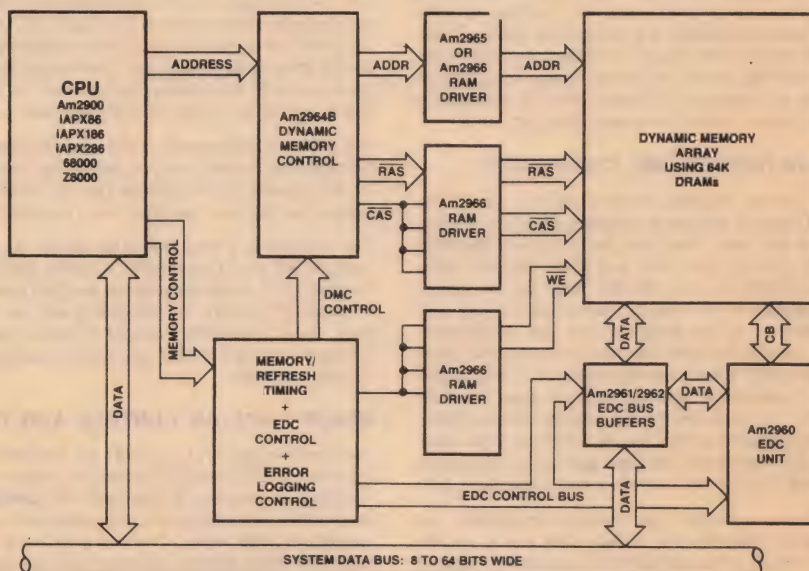 CPU
Am2900
iAPX86
iAPX186
iAPX286
68000
Z8000
ADDRESS
Am2964B
DYNAMIC
MEMORY
CONTROL
ADDR
Am2965
OR
Am2966
RAM
DRIVER
ADDR
DYNAMIC MEMORY
ARRAY
USING 64K
DRAMs
RAS
CAS
Am2966
RAM
DRIVER
RAS
CAS
WE
MEMORY CONTROL
DMC
CONTROL
DATA
MEMORY/
REFRESH
TIMING
+
EDC
CONTROL
+
ERROR
LOGGING
CONTROL
Am2966
RAM
DRIVER
DATA
CB
Am2961/2962
EDC BUS
BUFFERS
DATA
Am2960
EDC
UNIT
EDC CONTROL BUS
DATA
SYSTEM DATA BUS: 8 TO 64 BITS WIDE